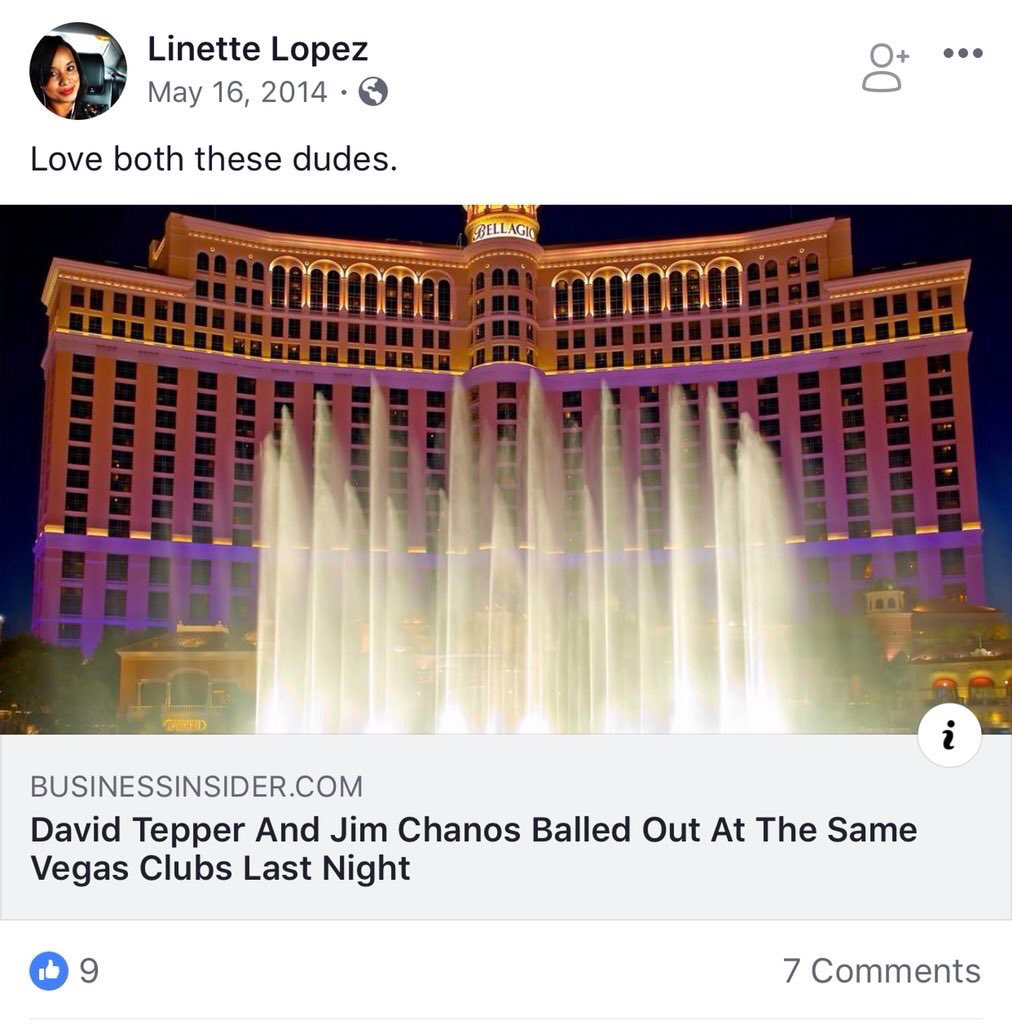 Linette Lopez
May 16, 2014 ·
Love both these dudes.
BELLAGIO
BUSINESSINSIDER.COM
David Tepper And Jim Chanos Balled Out At The Same
Vegas Clubs Last Night
9
7 Comments